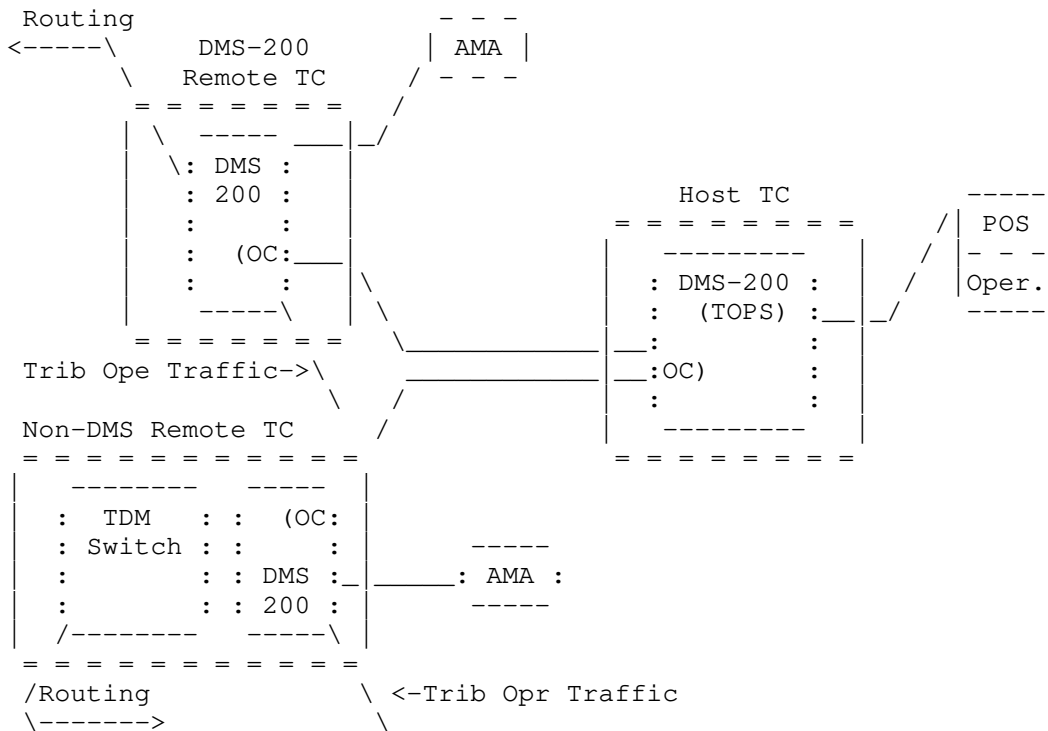 Routing
<-----\ DMS-200 | AMA |
Remote TC
\: DMS :
: 200 : Host TC
: : POS
: (OC:
: : : DMS-200 : Oper.
: (TOPS) :
Trib Ope Traffic->\ :OC) :
Non-DMS Remote TC
: TDM : : (OC:
: Switch : : :
: : : DMS : : AMA :
: : : 200 :
/Routing \ <-Trib Opr Traffic
\------->